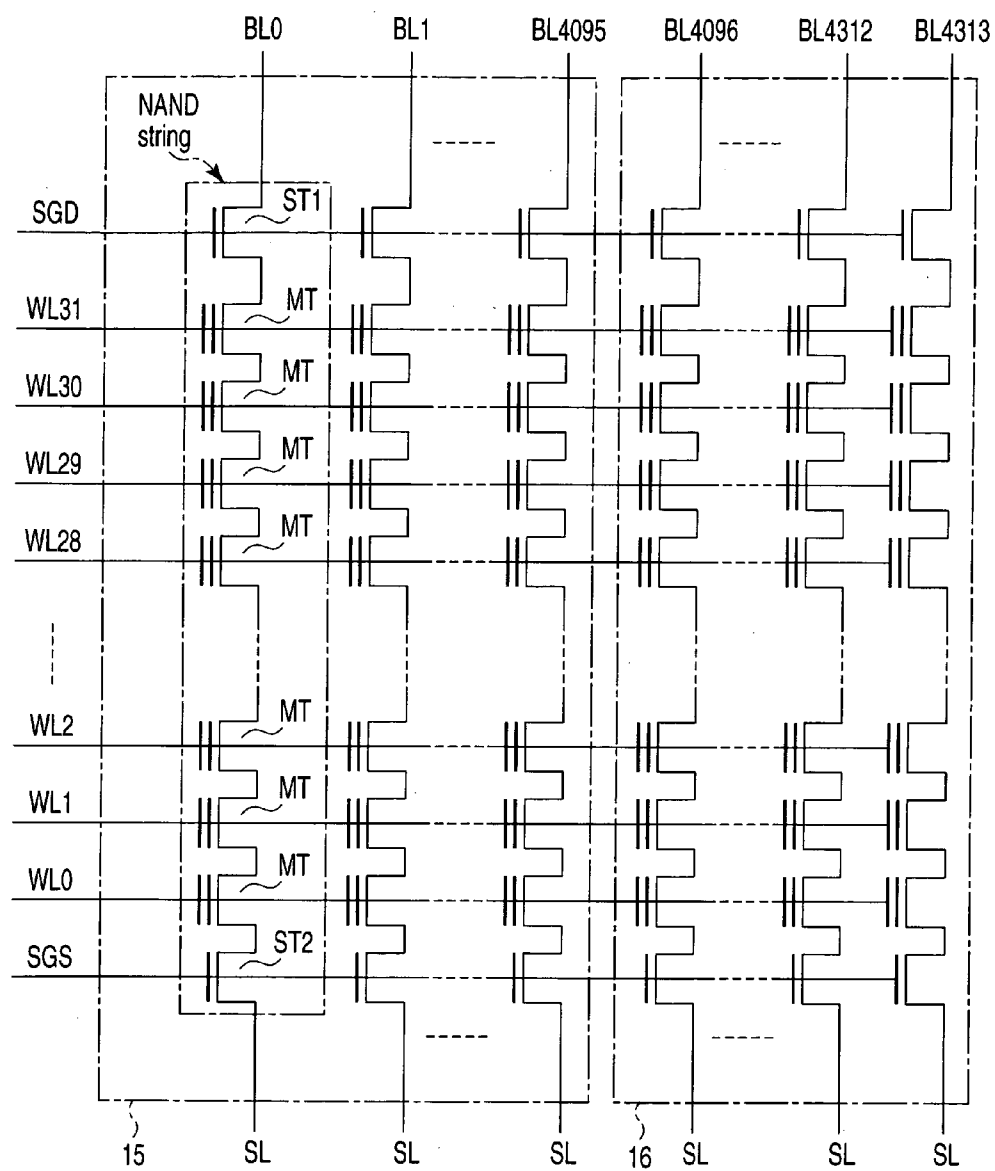 BL0 BL1 BL4095 BL4096 BL4312 BL4313
NAND
string
ST1
SGD
MT
WL31
MT
WL30
MT
WL29
MT
WL28
MT
WL2
MT
WL1
MT
WL0
ST2
SGS
15 SL SL SL 16 SL SL SL